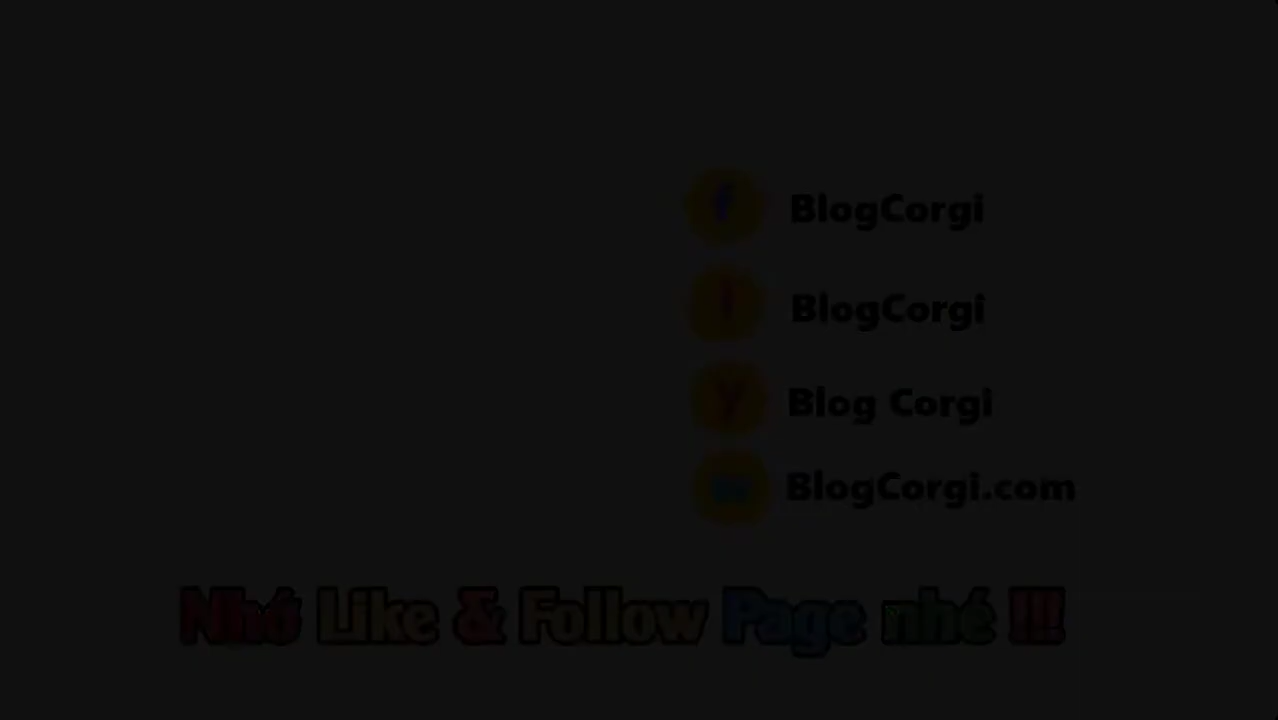 f BlogCorgi
i BlogCorgi
y Blog Corgi
BlogCorgi.com
Nhớ Like & Follow Page nhé !!!